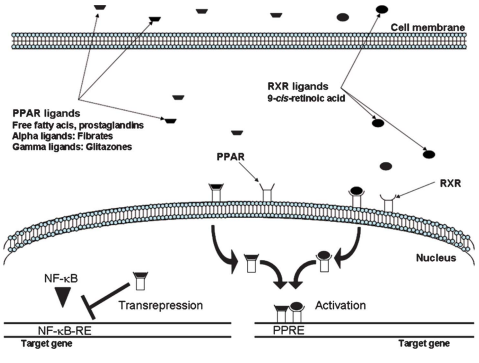 Cell membrane
PPAR ligands
Free fatty acis, prostaglandins
Alpha ligands: Fibrates
Gamma ligands: Glitazones
RXR ligands
9-cis-retinoic acid
PPAR
RXR
Nucleus
NF-κB
Transrepression
Activation
NF-κB-RE
PPRE
Target gene
Target gene